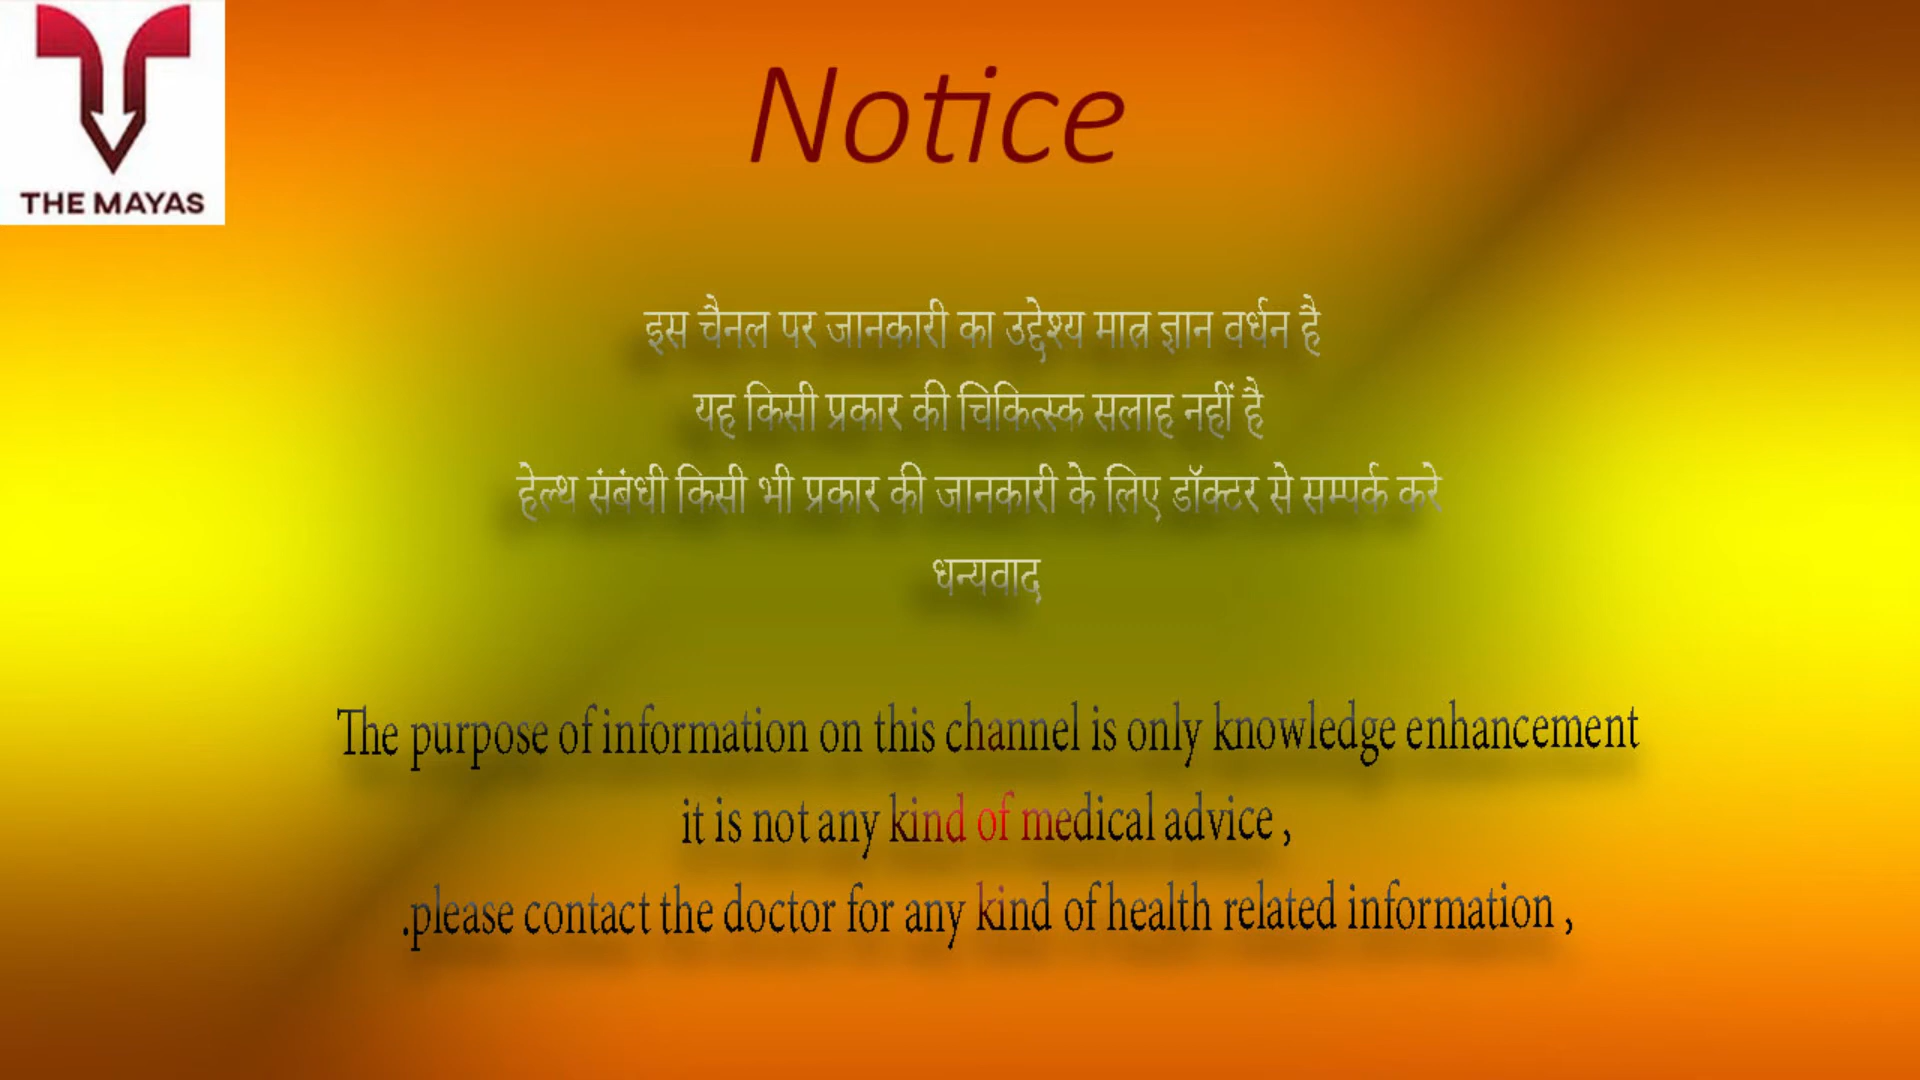 THE MAYAS
Notice
इस चैनल पर जानकारी का उद्देश्य मात्र ज्ञान वर्धन है
यह किसी प्रकार की चिकित्स्क सलाह नहीं है
हेल्थ संबंधी किसी भी प्रकार की जानकारी के लिए डॉक्टर से सम्पर्क करे
धन्यवाद
The purpose of information on this channel is only knowledge enhancement
it is not any kind of medical advice ,
.please contact the doctor for any kind of health related information ,